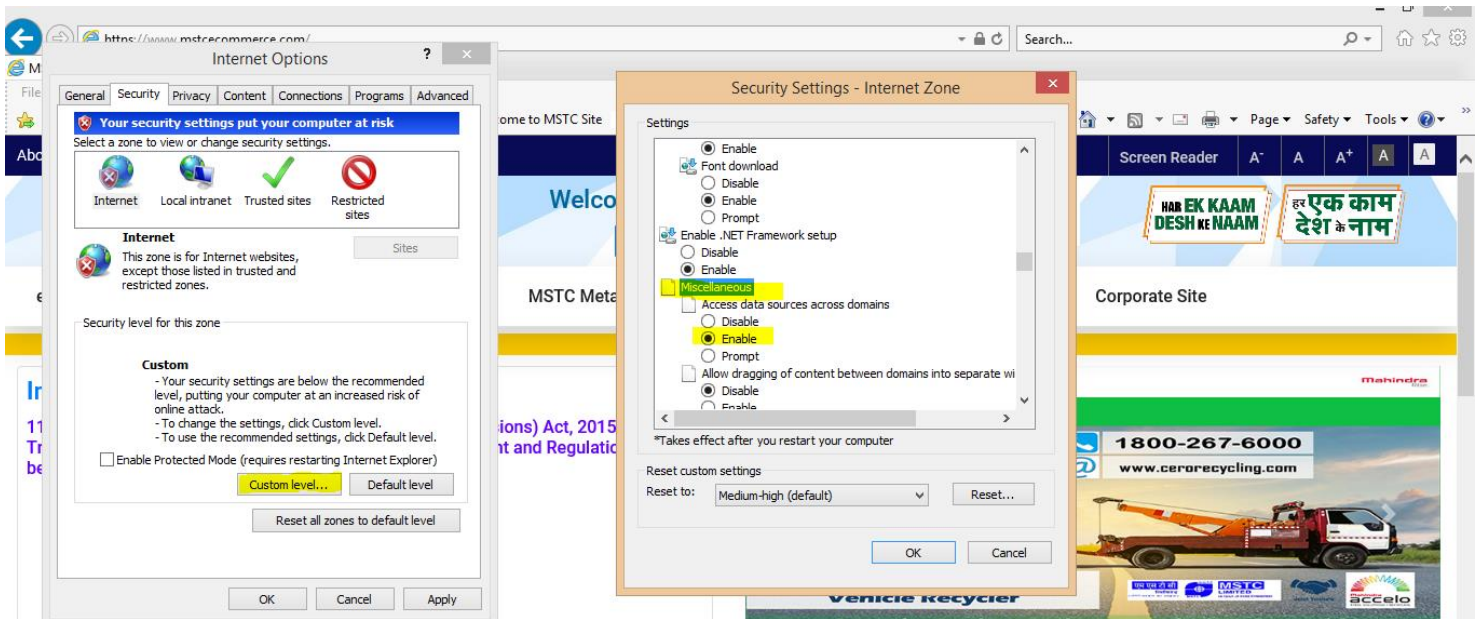 https://www.mstcecommerce.com/
Search...
Internet Options
?
File
General Security Privacy Content Connections Programs Advanced
Your security settings put your computer at risk
Select a zone to view or change security settings.
Internet Local intranet Trusted sites Restricted sites
Internet
This zone is for Internet websites,
except those listed in trusted and
restricted zones.
Sites
Security level for this zone
Custom
- Your security settings are below the recommended
level, putting your computer at an increased risk of
online attack.
- To change the settings, click Custom level.
- To use the recommended settings, click Default level.
Enable Protected Mode (requires restarting Internet Explorer)
Custom level... Default level
Reset all zones to default level
OK Cancel Apply
ome to MSTC Site
Welco
MSTC Meta
ions) Act, 2015
nt and Regulatio
Security Settings - Internet Zone
Settings
Enable
Font download
Disable
Enable
Prompt
Enable .NET Framework setup
Disable
Enable
Miscellaneous
Access data sources across domains
Disable
Enable
Prompt
Allow dragging of content between domains into separate wi
Disable
Enable
*Takes effect after you restart your computer
Reset custom settings
Reset to: Medium-high (default) Reset...
OK Cancel
Page Safety Tools
Screen Reader A- A A+ A A
HAR EK KAAM
DESH KE NAAM
हर एक काम
देश के नाम
Corporate Site
Mahindra
1800-267-6000
www.cerorecycling.com
MSTC
LIMITED
Mahindra
accelo
Vehicle Recycler